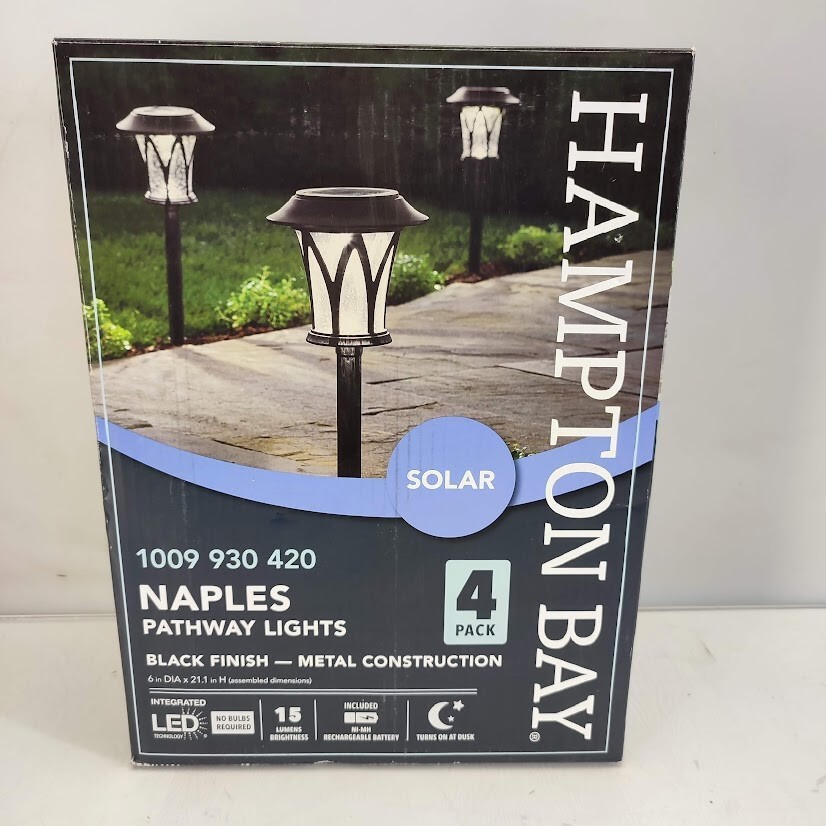 HAMPTON BAY®
SOLAR
1009 930 420
NAPLES
PATHWAY LIGHTS
4
PACK
BLACK FINISH — METAL CONSTRUCTION
6 in DIA x 21.1 in H (assembled dimensions)
INTEGRATED
LED
TECHNOLOGY
NO BULBS
REQUIRED
15
LUMENS
BRIGHTNESS
INCLUDED
NI-MH
RECHARGEABLE BATTERY
TURNS ON AT DUSK